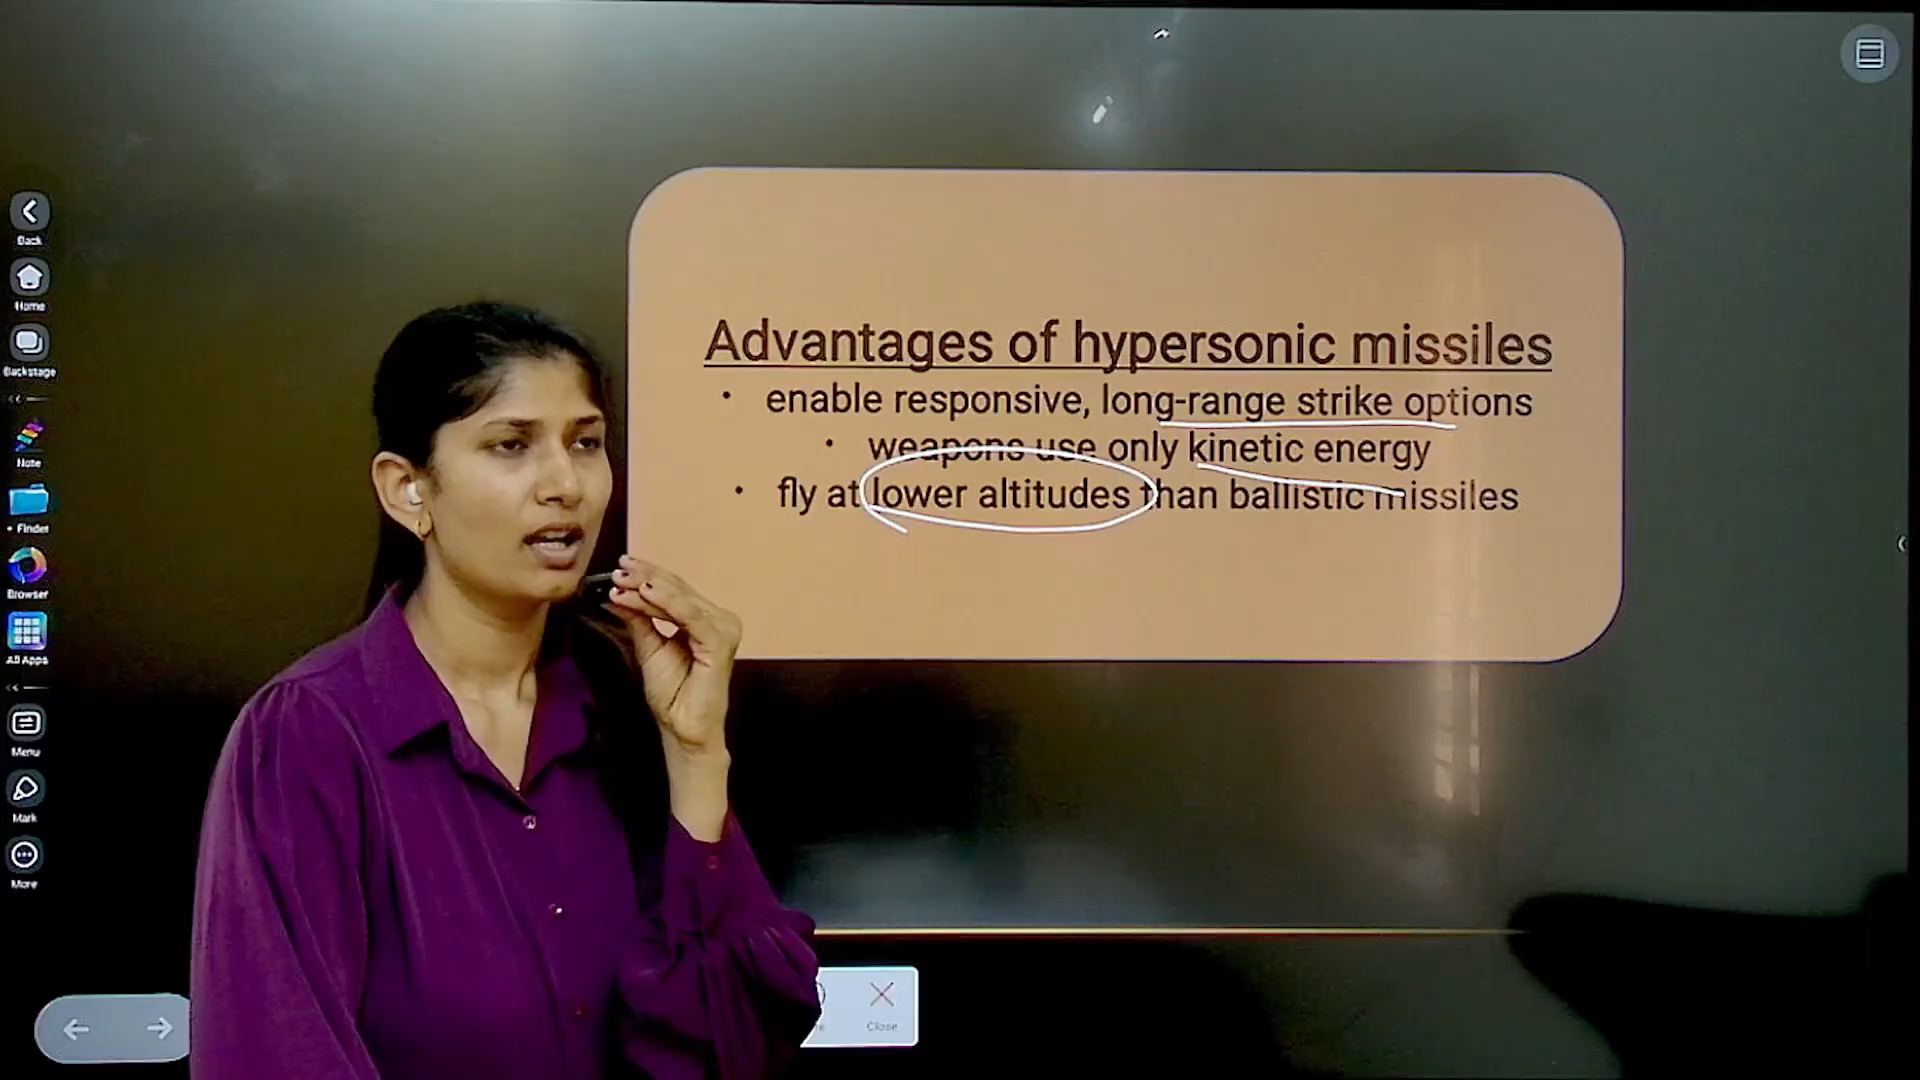 Advantages of hypersonic missiles
• enable responsive, long-range strike options
• weapons use only kinetic energy
• fly at lower altitudes than ballistic missiles
Back
Home
Backstage
Note
• Finder
Browser
All Apps
Menu
Mark
More
Close